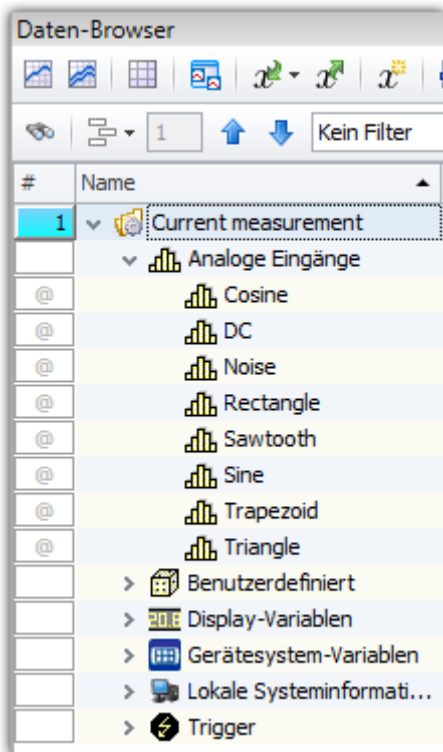 Daten-Browser
1 Kein Filter
# Name
1 Current measurement
Analoge Eingänge
@ Cosine
@ DC
@ Noise
@ Rectangle
@ Sawtooth
@ Sine
@ Trapezoid
@ Triangle
Benutzerdefiniert
Display-Variablen
Gerätesystem-Variablen
Lokale Systeminformati...
Trigger